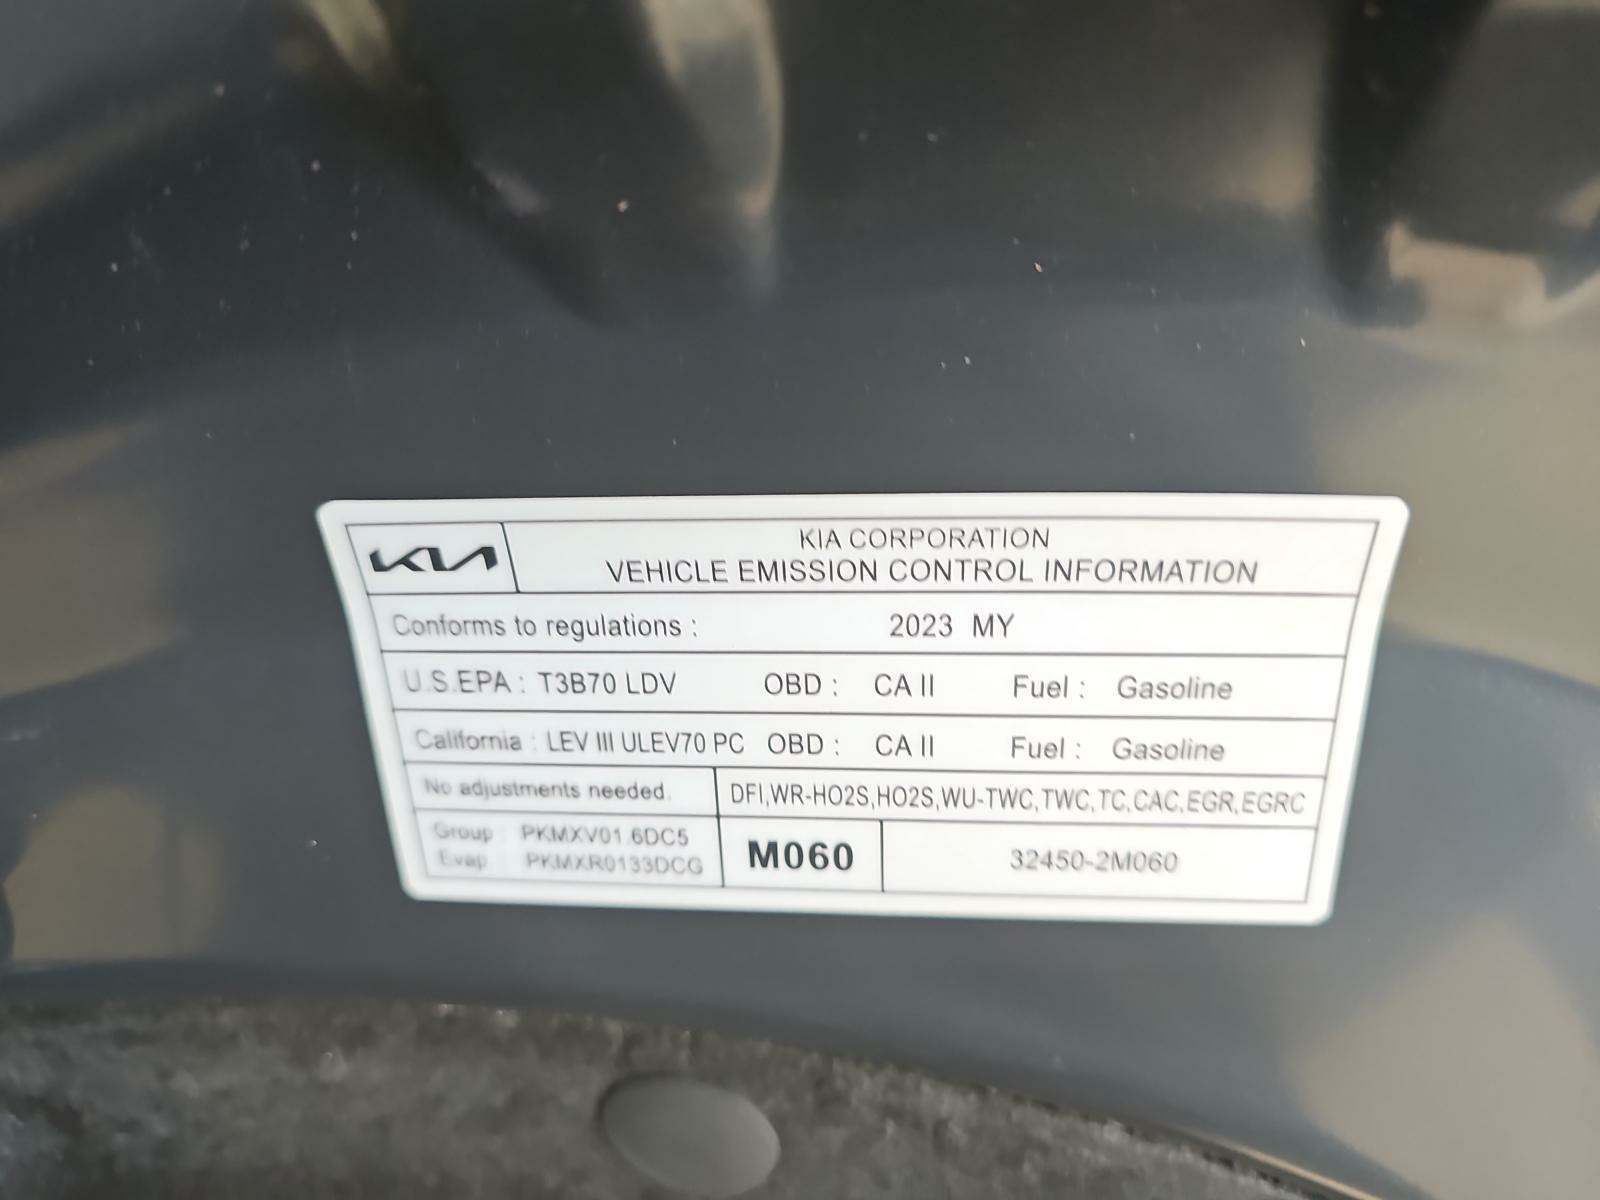 KIA
KIA CORPORATION
VEHICLE EMISSION CONTROL INFORMATION
Conforms to regulations : 2023 MY
U.S.EPA : T3B70 LDV OBD : CA II Fuel : Gasoline
California : LEV III ULEV70 PC OBD : CA II Fuel : Gasoline
No adjustments needed. DFI,WR-HO2S,HO2S,WU-TWC,TWC,TC,CAC,EGR,EGRC
Group : PKMXV01.6DC5
Evap : PKMXR0133DCG
M060
32450-2M060